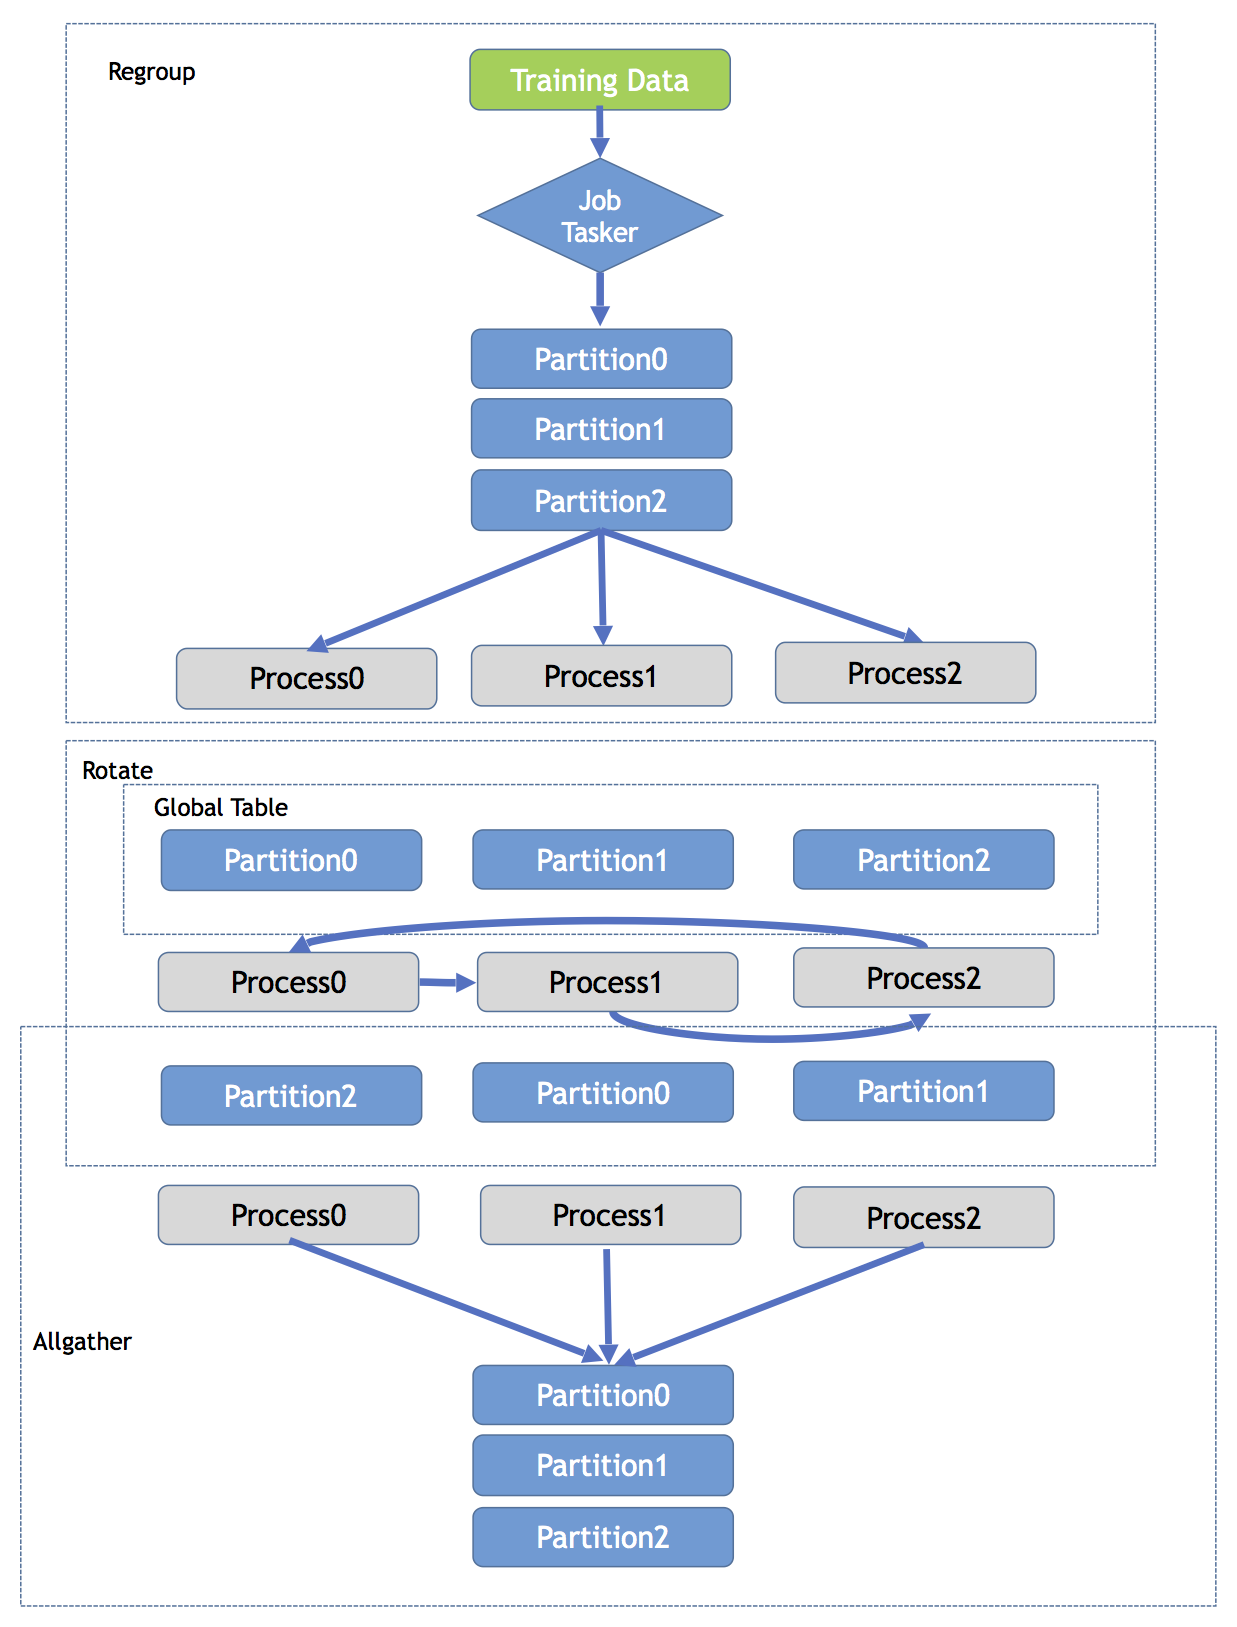 Regroup
Training Data
Job
Tasker
Partition0
Partition1
Partition2
Process0
Process1
Process2
Rotate
Global Table
Partition0
Partition1
Partition2
Process0
Process1
Process2
Partition2
Partition0
Partition1
Process0
Process1
Process2
Allgather
Partition0
Partition1
Partition2